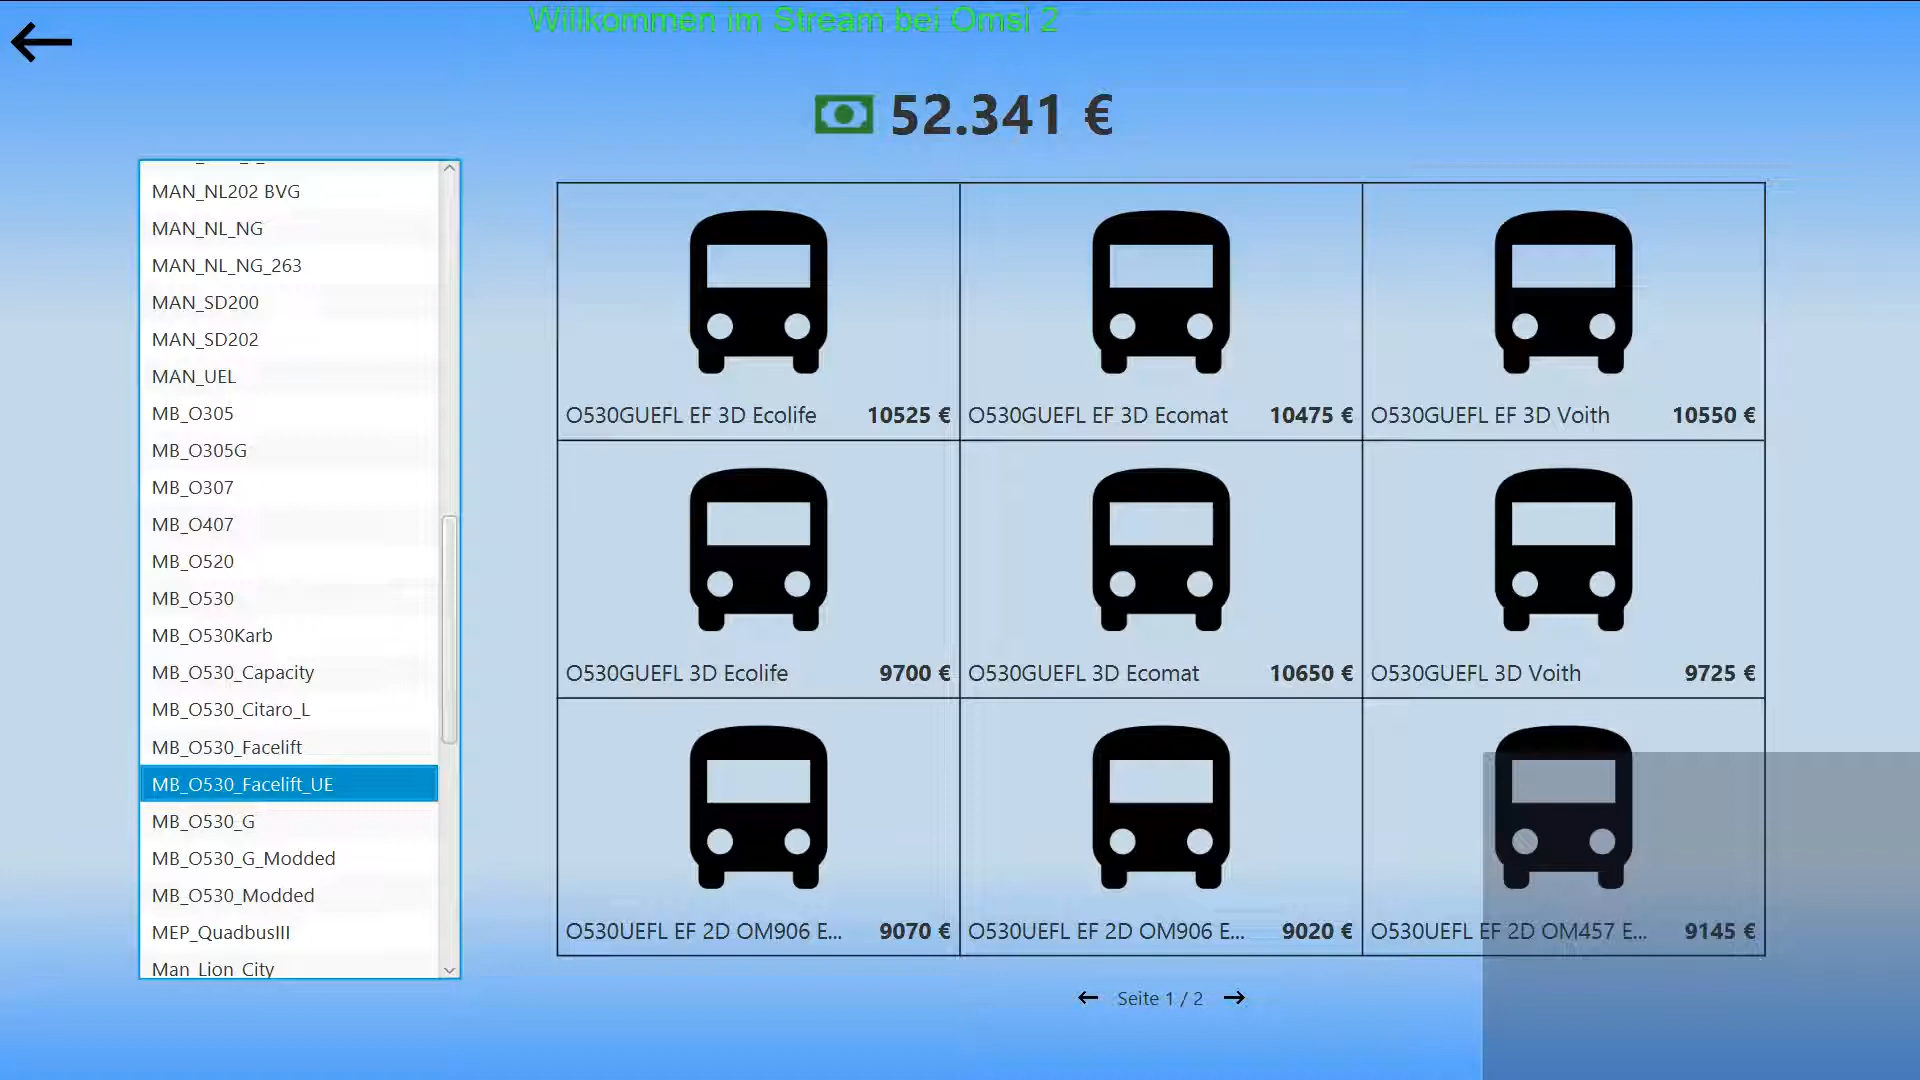 Willkommen im Stream bei Omsi 2
52.341 €
MAN_NL202 BVG
MAN_NL_NG
MAN_NL_NG_263
MAN_SD200
MAN_SD202
MAN_UEL
MB_O305
MB_O305G
MB_O307
MB_O407
MB_O520
MB_O530
MB_O530Karb
MB_O530_Capacity
MB_O530_Citaro_L
MB_O530_Facelift
MB_O530_Facelift_UE
MB_O530_G
MB_O530_G_Modded
MB_O530_Modded
MEP_QuadbusIII
Man_Lion_City
O530GUEFL EF 3D Ecolife 10525 €
O530GUEFL EF 3D Ecomat 10475 €
O530GUEFL EF 3D Voith 10550 €
O530GUEFL 3D Ecolife 9700 €
O530GUEFL 3D Ecomat 10650 €
O530GUEFL 3D Voith 9725 €
O530UEFL EF 2D OM906 E... 9070 €
O530UEFL EF 2D OM906 E... 9020 €
O530UEFL EF 2D OM457 E... 9145 €
Seite 1 / 2